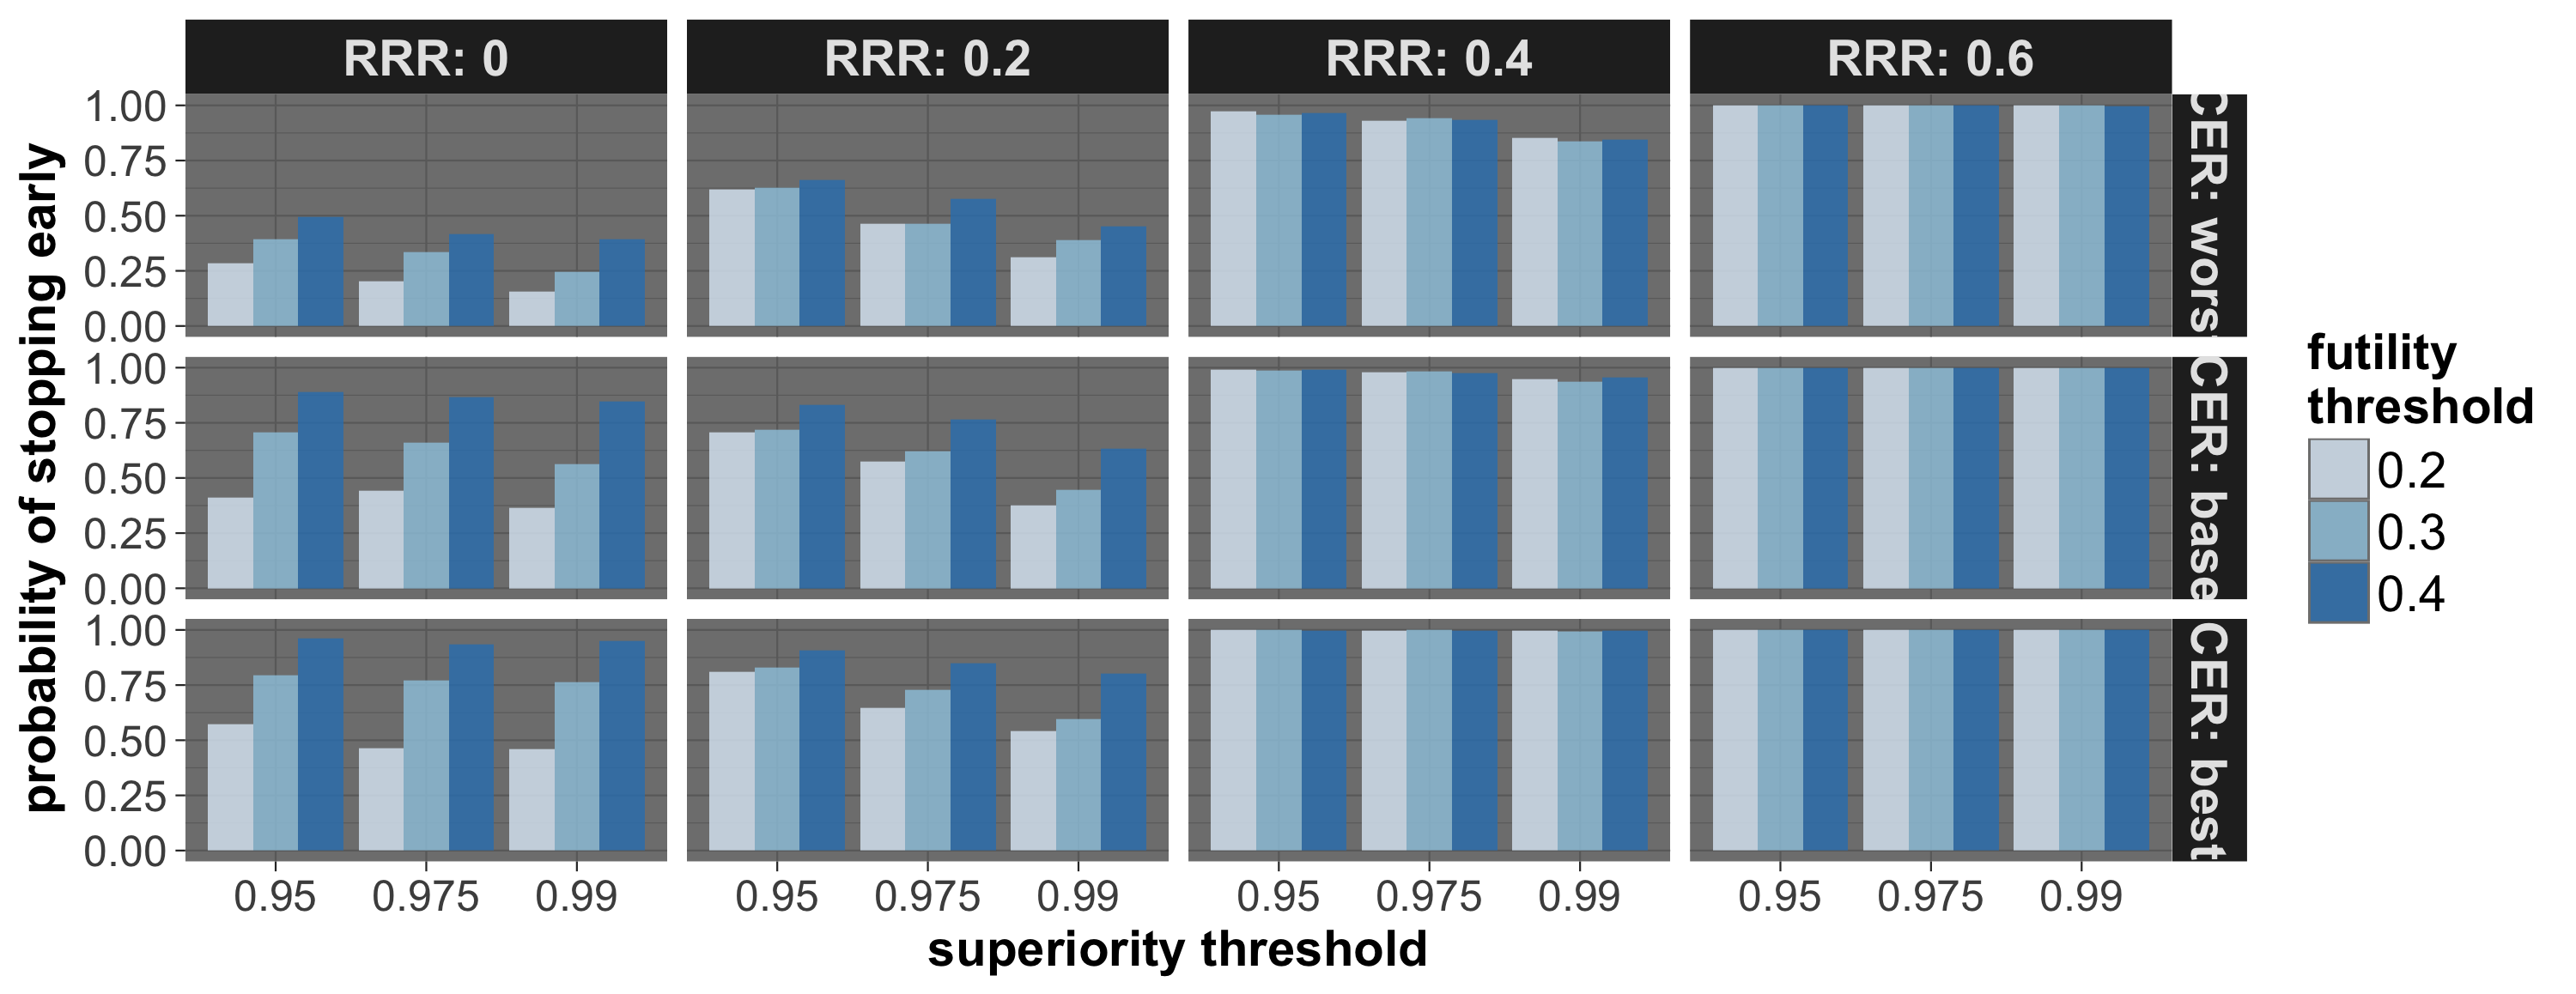 RRR: 0
RRR: 0.2
RRR: 0.4
RRR: 0.6
probability of stopping early
1.00
0.75
0.50
0.25
0.00
CER: wors
1.00
0.75
0.50
0.25
0.00
CER: base
1.00
0.75
0.50
0.25
0.00
CER: best
0.95 0.975 0.99
0.95 0.975 0.99
0.95 0.975 0.99
0.95 0.975 0.99
superiority threshold
futility
threshold
0.2
0.3
0.4